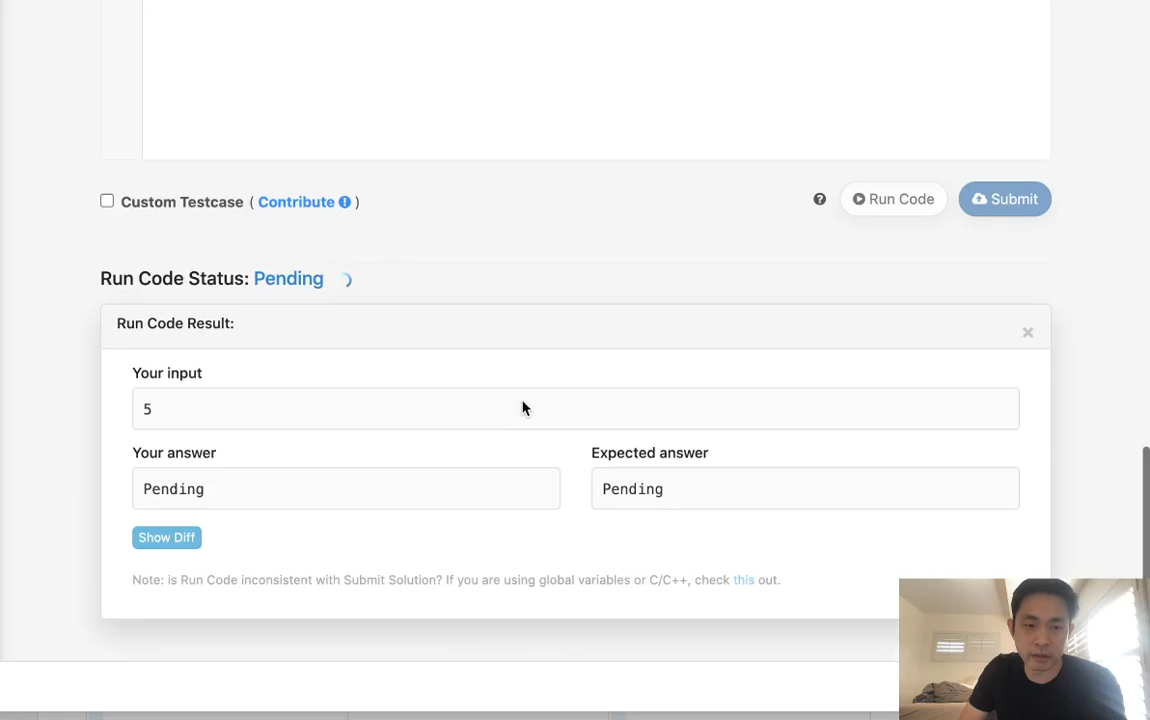 Custom Testcase ( Contribute )
Run Code
Submit
Run Code Status: Pending
Run Code Result:
Your input
5
Your answer
Expected answer
Pending
Pending
Show Diff
Note: is Run Code inconsistent with Submit Solution? If you are using global variables or C/C++, check this out.